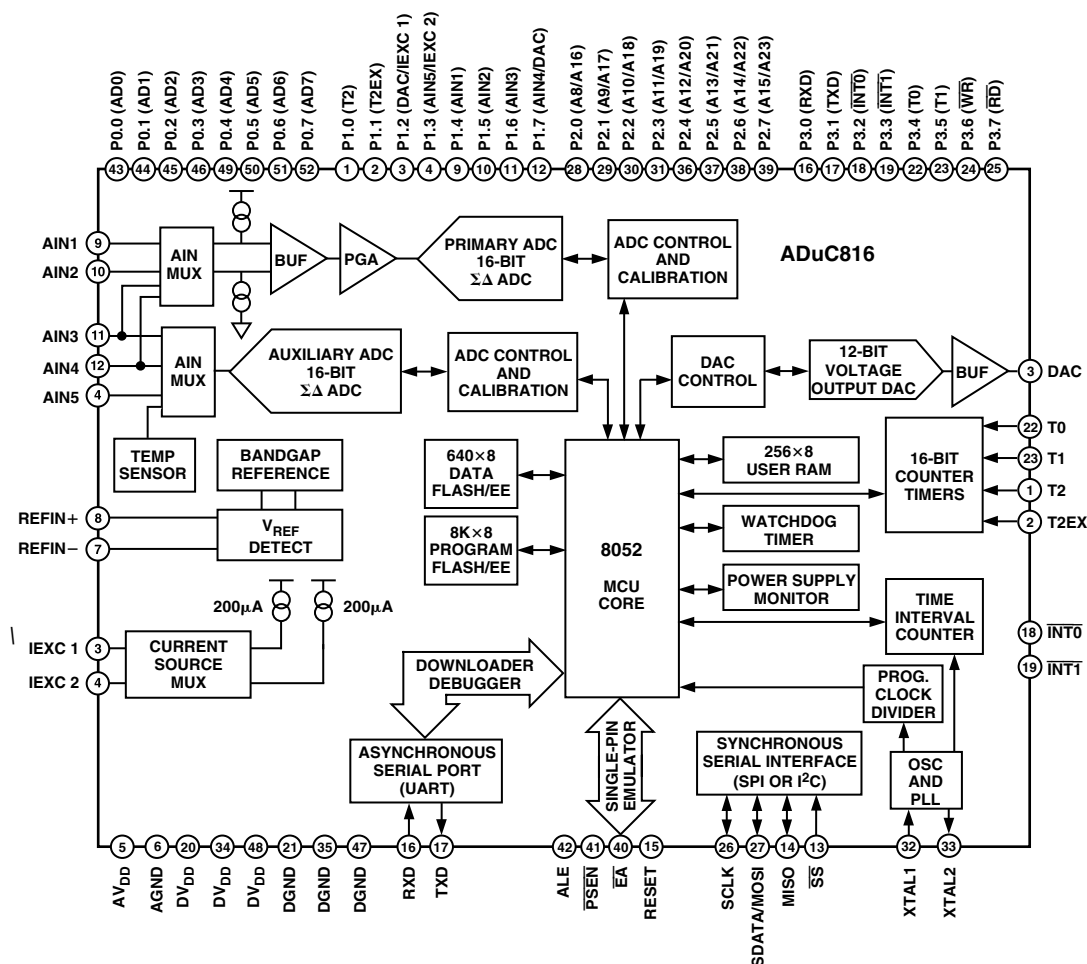 P0.0 (AD0)
P0.1 (AD1)
P0.2 (AD2)
P0.3 (AD3)
P0.4 (AD4)
P0.5 (AD5)
P0.6 (AD6)
P0.7 (AD7)
P1.0 (T2)
P1.1 (T2EX)
P1.2 (DAC/IEXC 1)
P1.3 (AIN5/IEXC 2)
P1.4 (AIN1)
P1.5 (AIN2)
P1.6 (AIN3)
P1.7 (AIN4/DAC)
P2.0 (A8/A16)
P2.1 (A9/A17)
P2.2 (A10/A18)
P2.3 (A11/A19)
P2.4 (A12/A20)
P2.5 (A13/A21)
P2.6 (A14/A22)
P2.7 (A15/A23)
P3.0 (RXD)
P3.1 (TXD)
P3.2 (I̅N̅T̅0̅)
P3.3 (I̅N̅T̅1̅)
P3.4 (T0)
P3.5 (T1)
P3.6 (W̅R̅)
P3.7 (R̅D̅)
43 44 45 46 49 50 51 52 1 2 3 4 9 10 11 12 28 29 30 31 36 37 38 39 16 17 18 19 22 23 24 25
ADuC816
AIN1 9
AIN2 10
AIN3 11
AIN4 12
AIN5 4
AIN
MUX
BUF
PGA
PRIMARY ADC
16-BIT
ΣΔ ADC
ADC CONTROL
AND
CALIBRATION
AIN
MUX
AUXILIARY ADC
16-BIT
ΣΔ ADC
ADC CONTROL
AND
CALIBRATION
DAC
CONTROL
12-BIT
VOLTAGE
OUTPUT DAC
BUF
3 DAC
TEMP
SENSOR
BANDGAP
REFERENCE
640×8
DATA
FLASH/EE
256×8
USER RAM
16-BIT
COUNTER
TIMERS
22 T0
23 T1
1 T2
2 T2EX
REFIN+ 8
REFIN− 7
VREF
DETECT
8K×8
PROGRAM
FLASH/EE
8052
MCU
CORE
WATCHDOG
TIMER
POWER SUPPLY
MONITOR
TIME
INTERVAL
COUNTER
200µA
200µA
\
IEXC 1 3
IEXC 2 4
CURRENT
SOURCE
MUX
DOWNLOADER
DEBUGGER
18 I̅N̅T̅0̅
19 I̅N̅T̅1̅
PROG.
CLOCK
DIVIDER
ASYNCHRONOUS
SERIAL PORT
(UART)
SINGLE-PIN
EMULATOR
SYNCHRONOUS
SERIAL INTERFACE
(SPI OR I²C)
OSC
AND
PLL
5 6 20 34 48 21 35 47 16 17 42 41 40 15 26 27 14 13 32 33
AVDD
AGND
DVDD
DVDD
DVDD
DGND
DGND
DGND
RXD
TXD
ALE
P̅S̅E̅N̅
E̅A̅
RESET
SCLK
SDATA/MOSI
MISO
S̅S̅
XTAL1
XTAL2